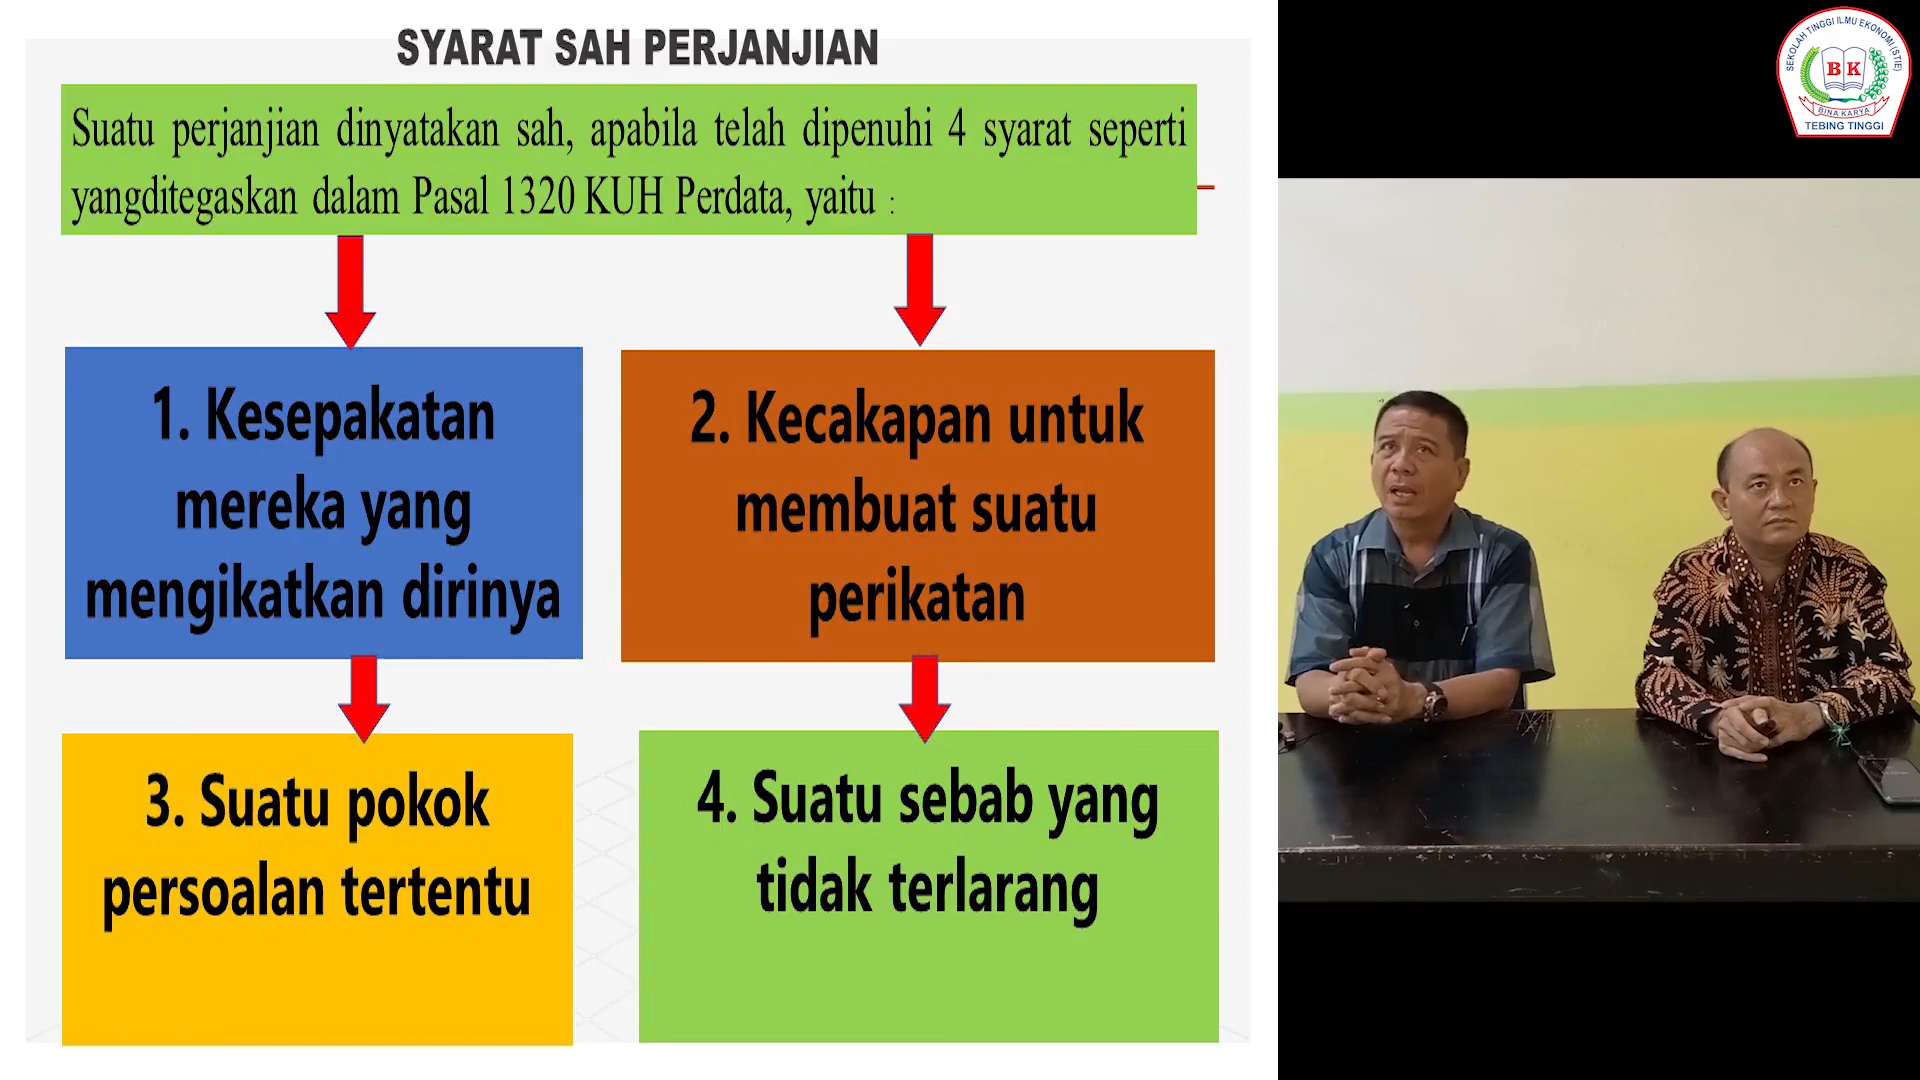 SYARAT SAH PERJANJIAN
Suatu perjanjian dinyatakan sah, apabila telah dipenuhi 4 syarat seperti
yangditegaskan dalam Pasal 1320 KUH Perdata, yaitu :
1. Kesepakatan
mereka yang
mengikatkan dirinya
2. Kecakapan untuk
membuat suatu
perikatan
3. Suatu pokok
persoalan tertentu
4. Suatu sebab yang
tidak terlarang
SEKOLAH TINGGI ILMU EKONOMI (STIE)
B K
BINA KARYA
TEBING TINGGI